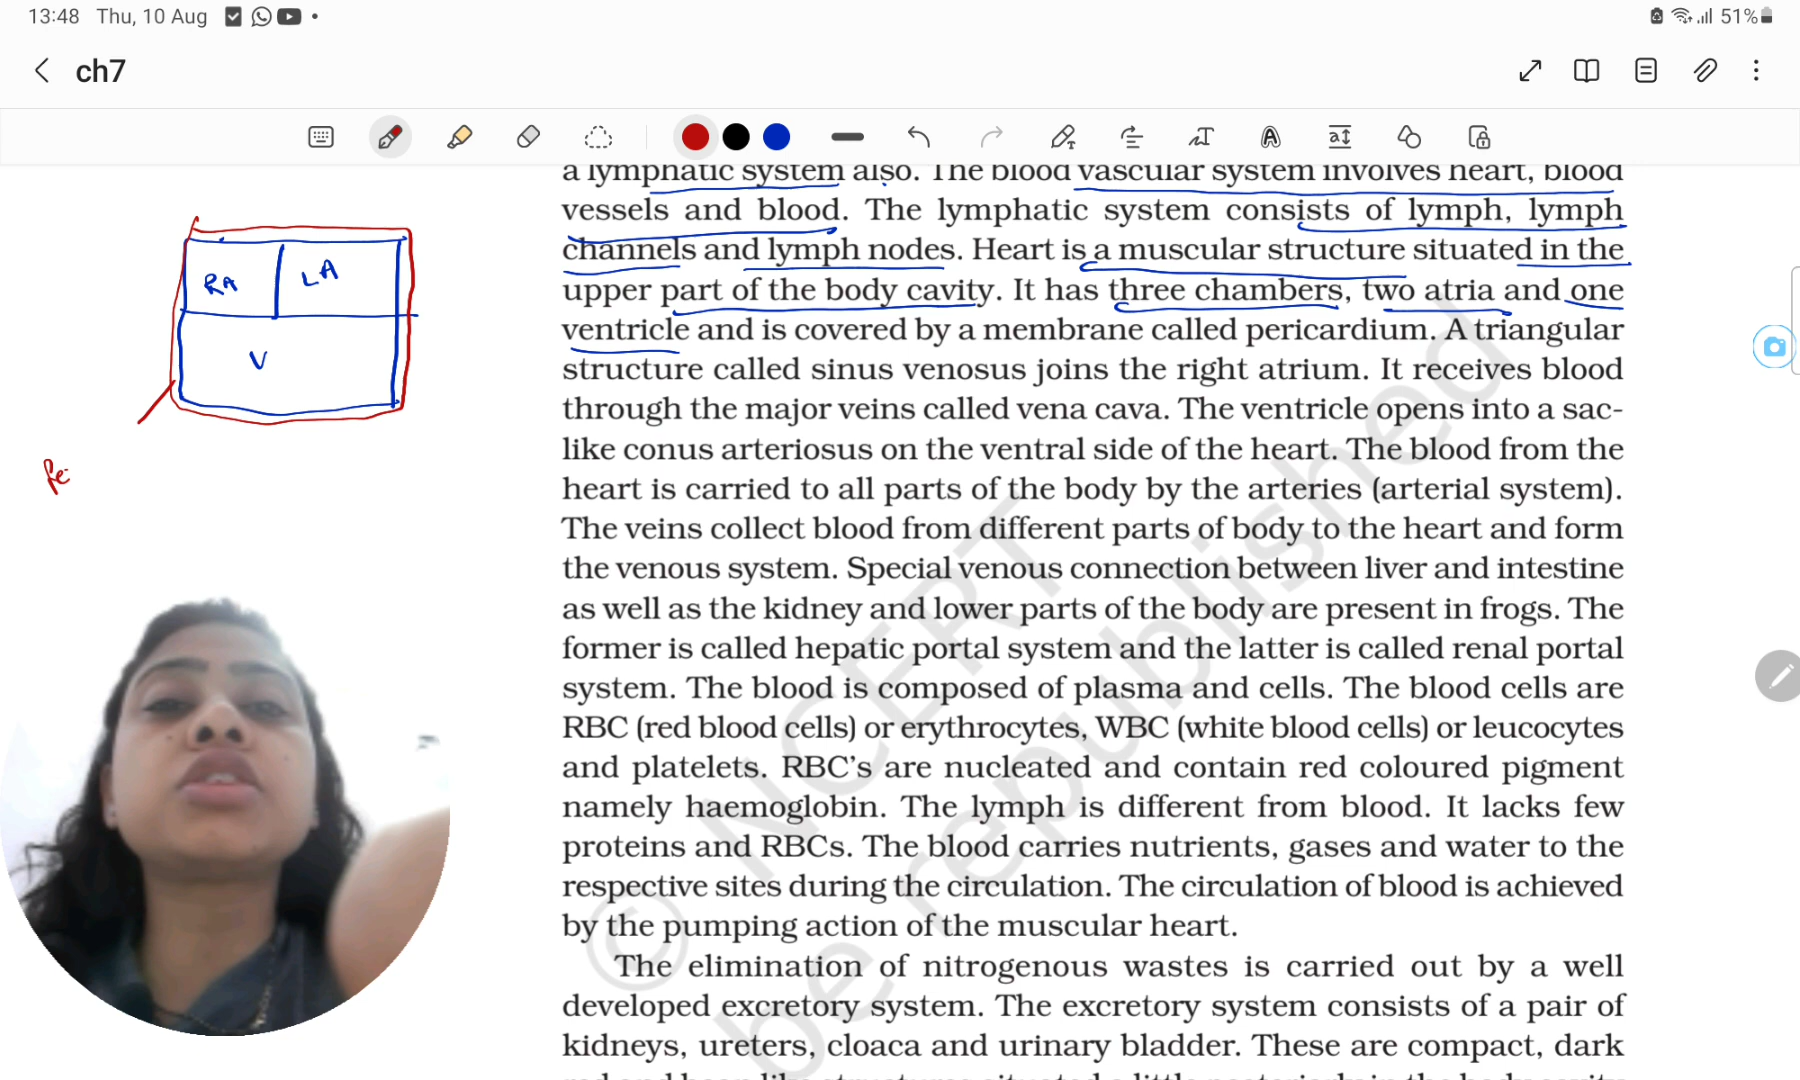 13:48 Thu, 10 Aug
51%
ch7
a lymphatic system also. The blood vascular system involves heart, blood
vessels and blood. The lymphatic system consists of lymph, lymph
channels and lymph nodes. Heart is a muscular structure situated in the
upper part of the body cavity. It has three chambers, two atria and one
ventricle and is covered by a membrane called pericardium. A triangular
structure called sinus venosus joins the right atrium. It receives blood
through the major veins called vena cava. The ventricle opens into a sac-
like conus arteriosus on the ventral side of the heart. The blood from the
heart is carried to all parts of the body by the arteries (arterial system).
The veins collect blood from different parts of body to the heart and form
the venous system. Special venous connection between liver and intestine
as well as the kidney and lower parts of the body are present in frogs. The
former is called hepatic portal system and the latter is called renal portal
system. The blood is composed of plasma and cells. The blood cells are
RBC (red blood cells) or erythrocytes, WBC (white blood cells) or leucocytes
and platelets. RBC’s are nucleated and contain red coloured pigment
namely haemoglobin. The lymph is different from blood. It lacks few
proteins and RBCs. The blood carries nutrients, gases and water to the
respective sites during the circulation. The circulation of blood is achieved
by the pumping action of the muscular heart.
The elimination of nitrogenous wastes is carried out by a well
developed excretory system. The excretory system consists of a pair of
kidneys, ureters, cloaca and urinary bladder. These are compact, dark
RA LA
V
Pe
© NCERT
be republished